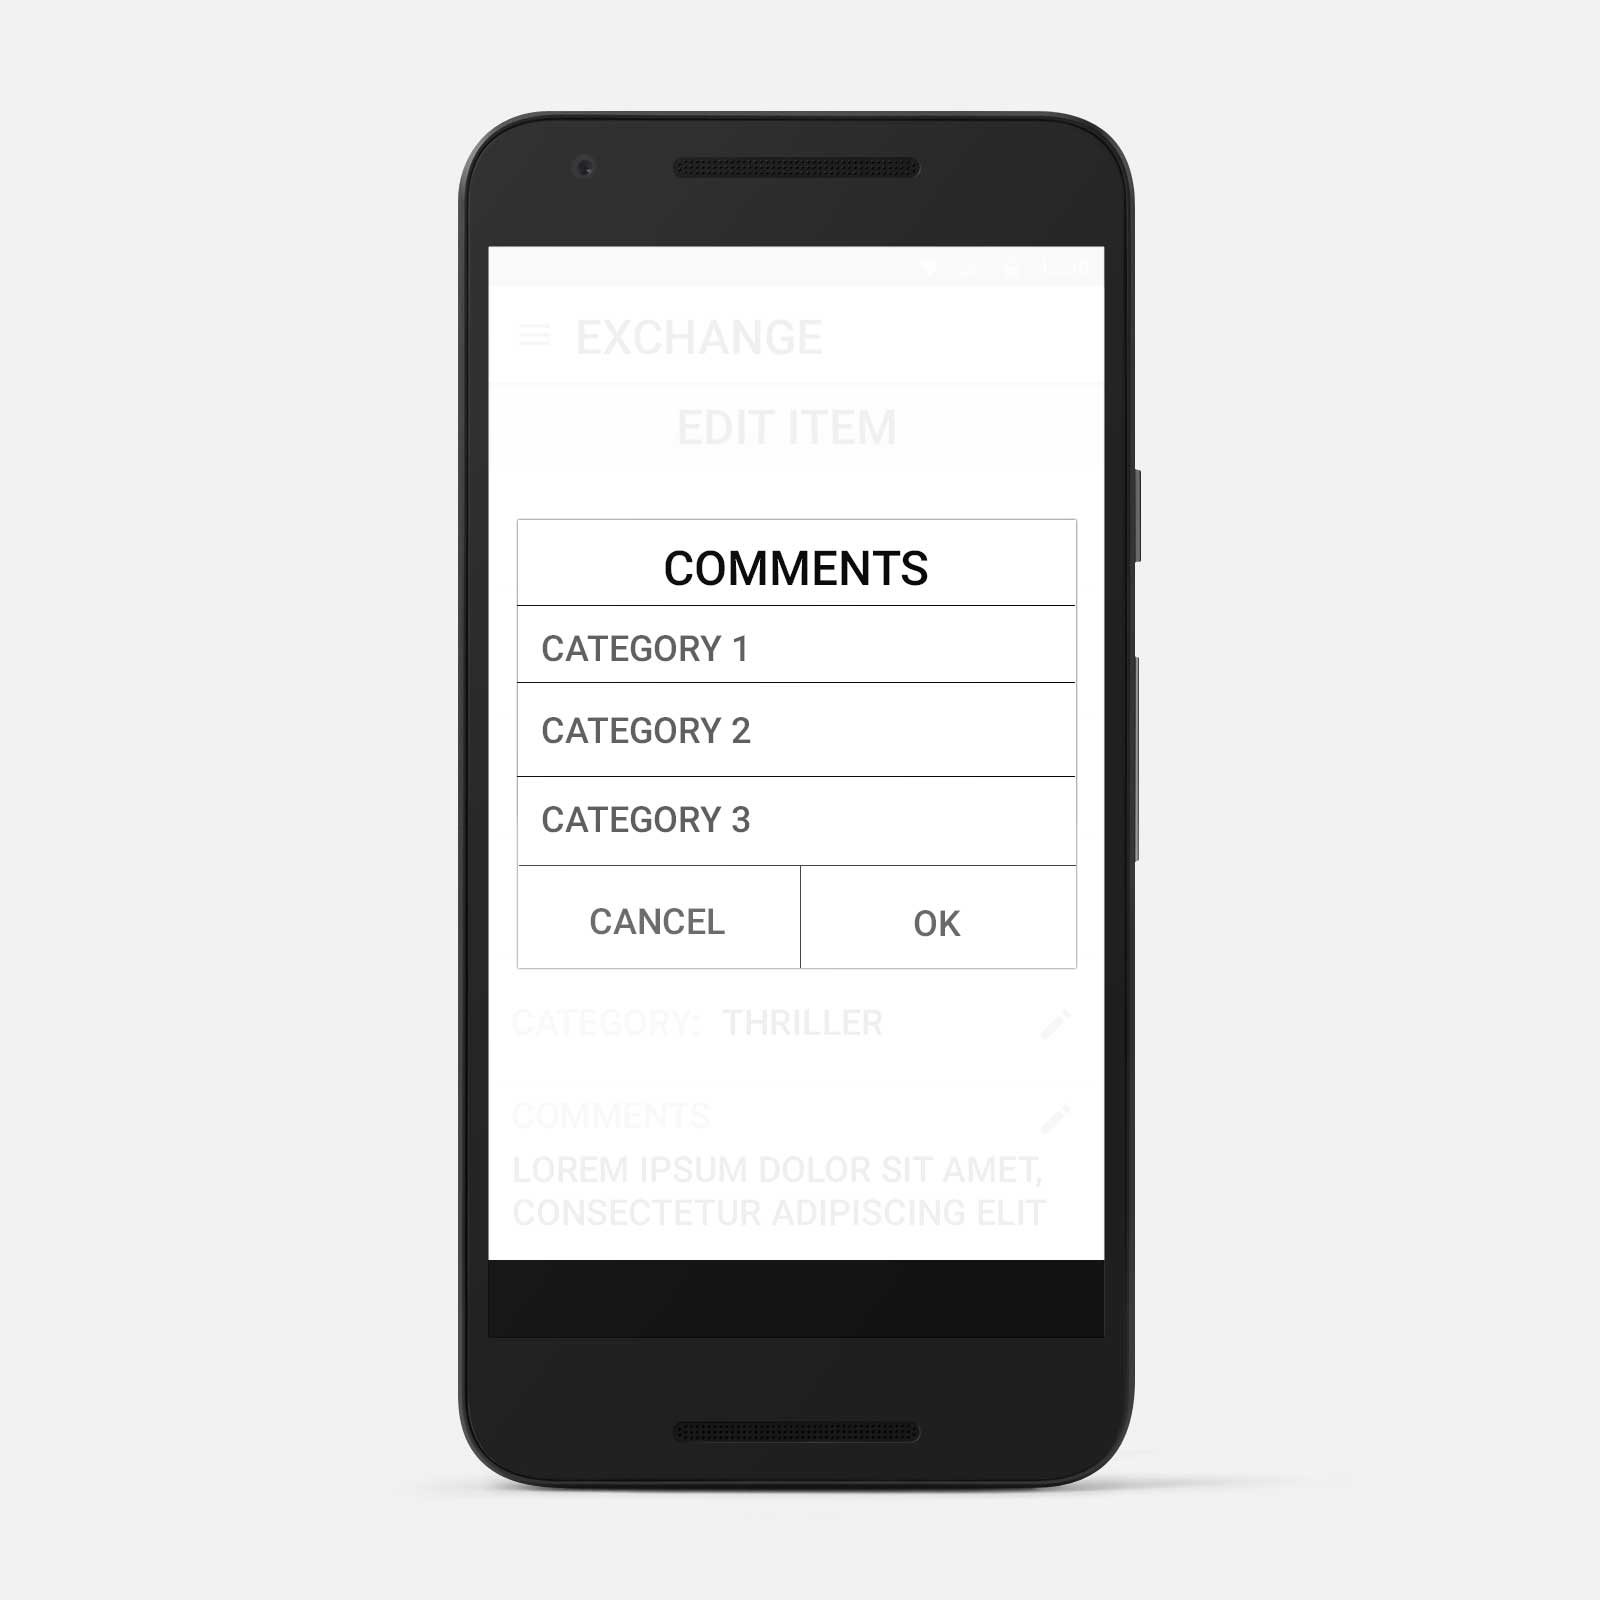 EXCHANGE
EDIT ITEM
COMMENTS
CATEGORY 1
CATEGORY 2
CATEGORY 3
CANCEL
OK
CATEGORY: THRILLER
COMMENTS
LOREM IPSUM DOLOR SIT AMET,
CONSECTETUR ADIPISCING ELIT